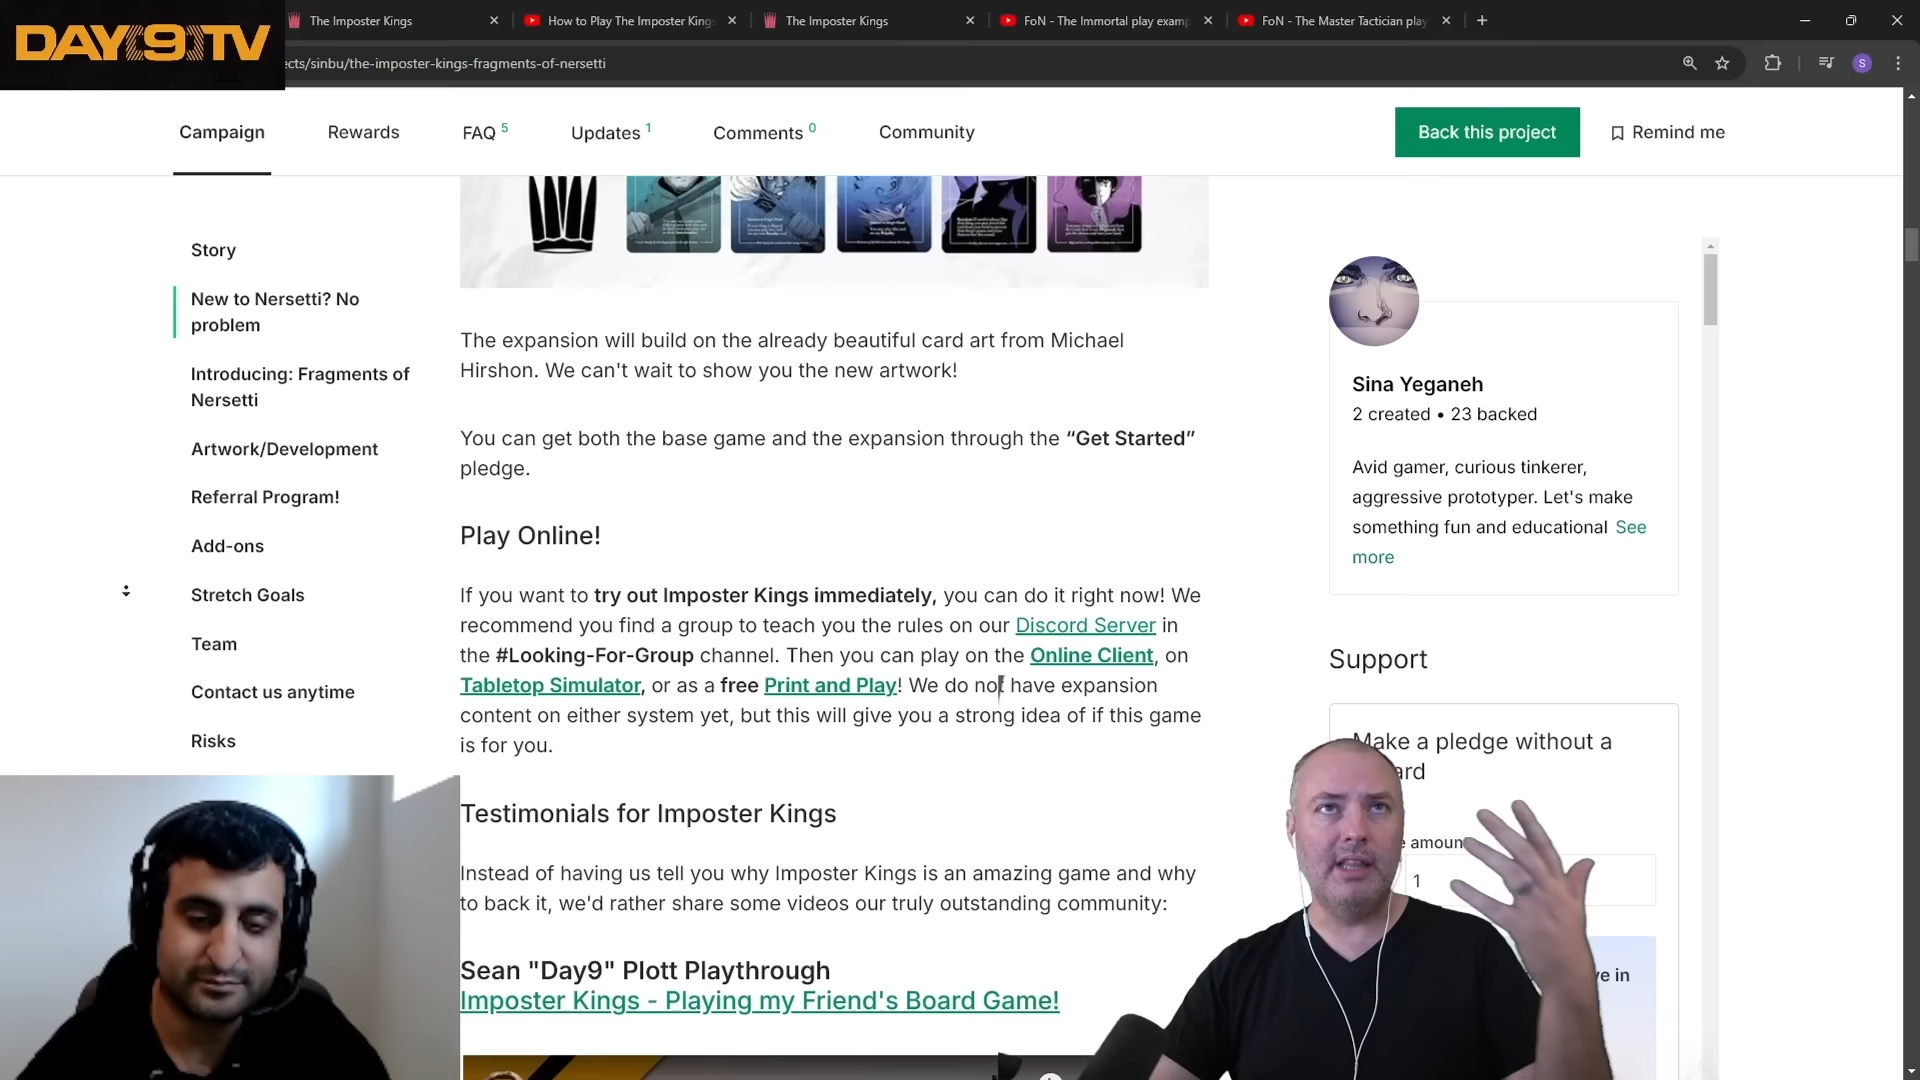 DAY[9]TV
The Imposter Kings
How to Play The Imposter King
The Imposter Kings
FoN - The Immortal play examp
FoN - The Master Tactician play
ects/sinbu/the-imposter-kings-fragments-of-nersetti
S
Campaign
Rewards
FAQ 5
Updates 1
Comments 0
Community
Back this project
Remind me
Story
New to Nersetti? No
problem
Introducing: Fragments of
Nersetti
Artwork/Development
Referral Program!
Add-ons
Stretch Goals
Team
Contact us anytime
Risks
The expansion will build on the already beautiful card art from Michael
Hirshon. We can't wait to show you the new artwork!
You can get both the base game and the expansion through the “Get Started”
pledge.
Play Online!
If you want to try out Imposter Kings immediately, you can do it right now! We
recommend you find a group to teach you the rules on our Discord Server in
the #Looking-For-Group channel. Then you can play on the Online Client, on
Tabletop Simulator, or as a free Print and Play! We do not have expansion
content on either system yet, but this will give you a strong idea of if this game
is for you.
Testimonials for Imposter Kings
Instead of having us tell you why Imposter Kings is an amazing game and why
to back it, we'd rather share some videos our truly outstanding community:
Sean "Day9" Plott Playthrough
Imposter Kings - Playing my Friend's Board Game!
Sina Yeganeh
2 created • 23 backed
Avid gamer, curious tinkerer,
aggressive prototyper. Let's make
something fun and educational See
more
Support
Make a pledge without a
ard
e amoun
1
ve in